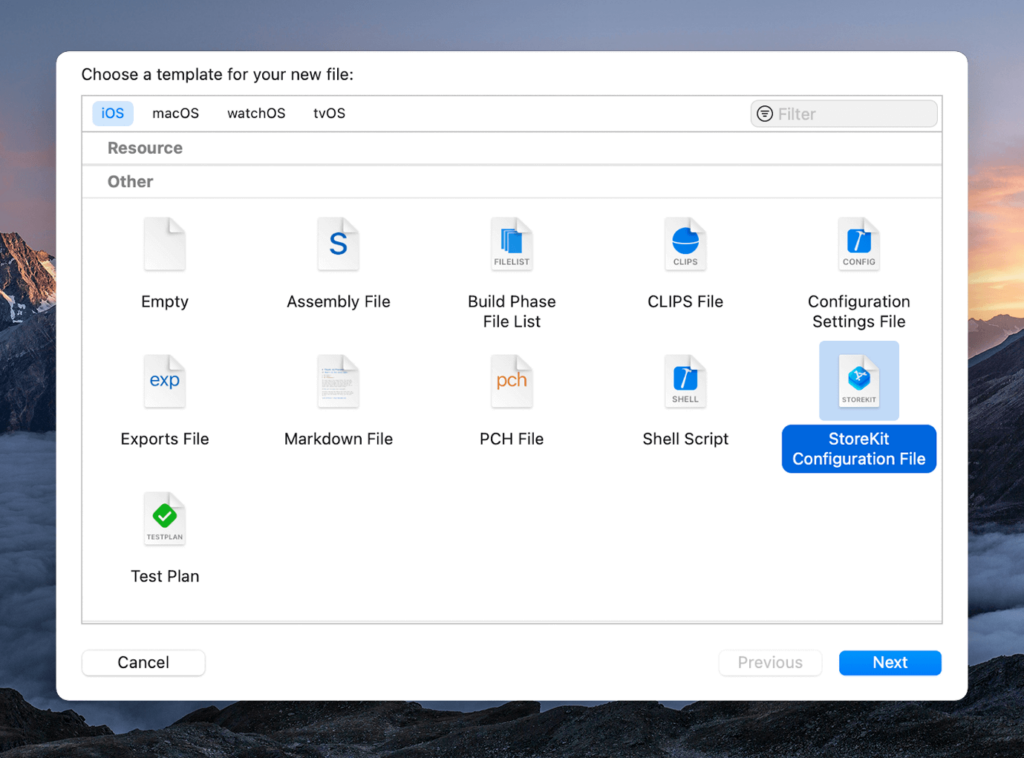 Choose a template for your new file:
iOS macOS watchOS tvOS Filter
Resource
Other
S
FILELIST
CLIPS
CONFIG
Empty
Assembly File
Build Phase
File List
CLIPS File
Configuration
Settings File
exp
pch
SHELL
STOREKIT
Exports File
Markdown File
PCH File
Shell Script
StoreKit
Configuration File
TESTPLAN
Test Plan
Cancel
Previous
Next